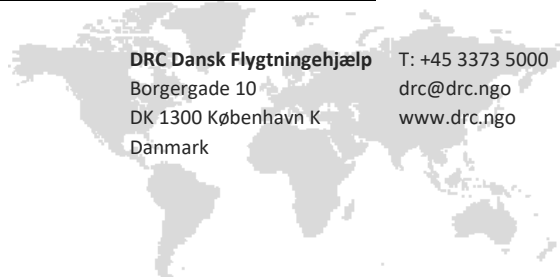 DRC Dansk Flygtningehjælp
Borgergade 10
DK 1300 København K
Danmark
T: +45 3373 5000
drc@drc.ngo
www.drc.ngo